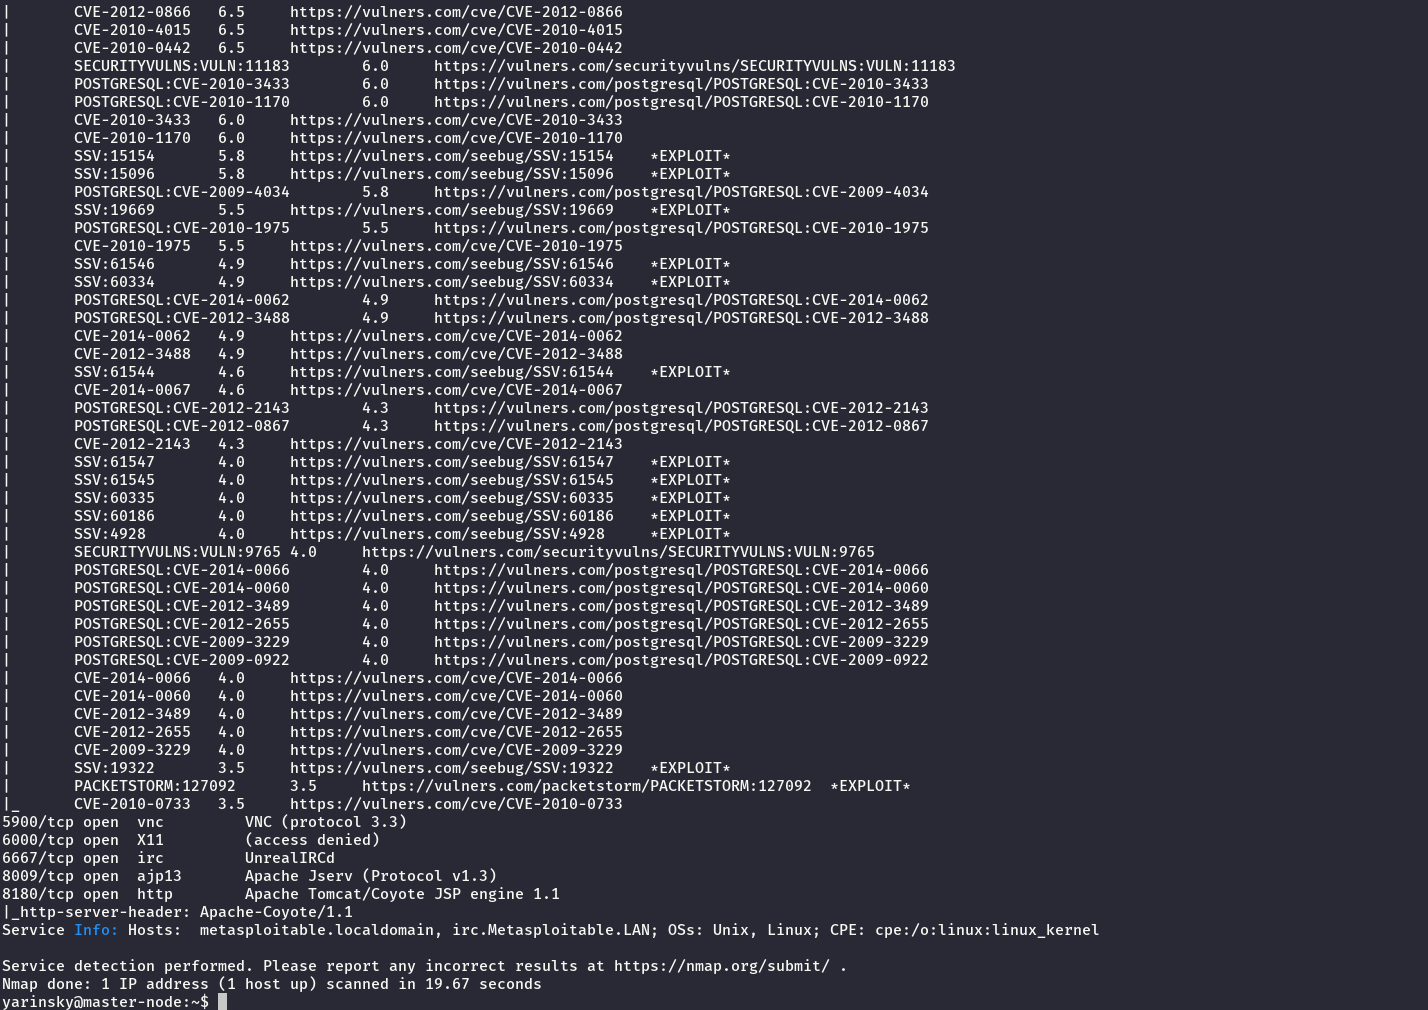 |       CVE-2012-0866   6.5     https://vulners.com/cve/CVE-2012-0866
|       CVE-2010-4015   6.5     https://vulners.com/cve/CVE-2010-4015
|       CVE-2010-0442   6.5     https://vulners.com/cve/CVE-2010-0442
|       SECURITYVULNS:VULN:11183        6.0     https://vulners.com/securityvulns/SECURITYVULNS:VULN:11183
|       POSTGRESQL:CVE-2010-3433        6.0     https://vulners.com/postgresql/POSTGRESQL:CVE-2010-3433
|       POSTGRESQL:CVE-2010-1170        6.0     https://vulners.com/postgresql/POSTGRESQL:CVE-2010-1170
|       CVE-2010-3433   6.0     https://vulners.com/cve/CVE-2010-3433
|       CVE-2010-1170   6.0     https://vulners.com/cve/CVE-2010-1170
|       SSV:15154       5.8     https://vulners.com/seebug/SSV:15154    *EXPLOIT*
|       SSV:15096       5.8     https://vulners.com/seebug/SSV:15096    *EXPLOIT*
|       POSTGRESQL:CVE-2009-4034        5.8     https://vulners.com/postgresql/POSTGRESQL:CVE-2009-4034
|       SSV:19669       5.5     https://vulners.com/seebug/SSV:19669    *EXPLOIT*
|       POSTGRESQL:CVE-2010-1975        5.5     https://vulners.com/postgresql/POSTGRESQL:CVE-2010-1975
|       CVE-2010-1975   5.5     https://vulners.com/cve/CVE-2010-1975
|       SSV:61546       4.9     https://vulners.com/seebug/SSV:61546    *EXPLOIT*
|       SSV:60334       4.9     https://vulners.com/seebug/SSV:60334    *EXPLOIT*
|       POSTGRESQL:CVE-2014-0062        4.9     https://vulners.com/postgresql/POSTGRESQL:CVE-2014-0062
|       POSTGRESQL:CVE-2012-3488        4.9     https://vulners.com/postgresql/POSTGRESQL:CVE-2012-3488
|       CVE-2014-0062   4.9     https://vulners.com/cve/CVE-2014-0062
|       CVE-2012-3488   4.9     https://vulners.com/cve/CVE-2012-3488
|       SSV:61544       4.6     https://vulners.com/seebug/SSV:61544    *EXPLOIT*
|       CVE-2014-0067   4.6     https://vulners.com/cve/CVE-2014-0067
|       POSTGRESQL:CVE-2012-2143        4.3     https://vulners.com/postgresql/POSTGRESQL:CVE-2012-2143
|       POSTGRESQL:CVE-2012-0867        4.3     https://vulners.com/postgresql/POSTGRESQL:CVE-2012-0867
|       CVE-2012-2143   4.3     https://vulners.com/cve/CVE-2012-2143
|       SSV:61547       4.0     https://vulners.com/seebug/SSV:61547    *EXPLOIT*
|       SSV:61545       4.0     https://vulners.com/seebug/SSV:61545    *EXPLOIT*
|       SSV:60335       4.0     https://vulners.com/seebug/SSV:60335    *EXPLOIT*
|       SSV:60186       4.0     https://vulners.com/seebug/SSV:60186    *EXPLOIT*
|       SSV:4928        4.0     https://vulners.com/seebug/SSV:4928     *EXPLOIT*
|       SECURITYVULNS:VULN:9765 4.0     https://vulners.com/securityvulns/SECURITYVULNS:VULN:9765
|       POSTGRESQL:CVE-2014-0066        4.0     https://vulners.com/postgresql/POSTGRESQL:CVE-2014-0066
|       POSTGRESQL:CVE-2014-0060        4.0     https://vulners.com/postgresql/POSTGRESQL:CVE-2014-0060
|       POSTGRESQL:CVE-2012-3489        4.0     https://vulners.com/postgresql/POSTGRESQL:CVE-2012-3489
|       POSTGRESQL:CVE-2012-2655        4.0     https://vulners.com/postgresql/POSTGRESQL:CVE-2012-2655
|       POSTGRESQL:CVE-2009-3229        4.0     https://vulners.com/postgresql/POSTGRESQL:CVE-2009-3229
|       POSTGRESQL:CVE-2009-0922        4.0     https://vulners.com/postgresql/POSTGRESQL:CVE-2009-0922
|       CVE-2014-0066   4.0     https://vulners.com/cve/CVE-2014-0066
|       CVE-2014-0060   4.0     https://vulners.com/cve/CVE-2014-0060
|       CVE-2012-3489   4.0     https://vulners.com/cve/CVE-2012-3489
|       CVE-2012-2655   4.0     https://vulners.com/cve/CVE-2012-2655
|       CVE-2009-3229   4.0     https://vulners.com/cve/CVE-2009-3229
|       SSV:19322       3.5     https://vulners.com/seebug/SSV:19322    *EXPLOIT*
|       PACKETSTORM:127092      3.5     https://vulners.com/packetstorm/PACKETSTORM:127092  *EXPLOIT*
|_      CVE-2010-0733   3.5     https://vulners.com/cve/CVE-2010-0733
5900/tcp open  vnc         VNC (protocol 3.3)
6000/tcp open  X11         (access denied)
6667/tcp open  irc         UnrealIRCd
8009/tcp open  ajp13       Apache Jserv (Protocol v1.3)
8180/tcp open  http        Apache Tomcat/Coyote JSP engine 1.1
|_http-server-header: Apache-Coyote/1.1
Service Info: Hosts:  metasploitable.localdomain, irc.Metasploitable.LAN; OSs: Unix, Linux; CPE: cpe:/o:linux:linux_kernel

Service detection performed. Please report any incorrect results at https://nmap.org/submit/ .
Nmap done: 1 IP address (1 host up) scanned in 19.67 seconds
yarinsky@master-node:~$